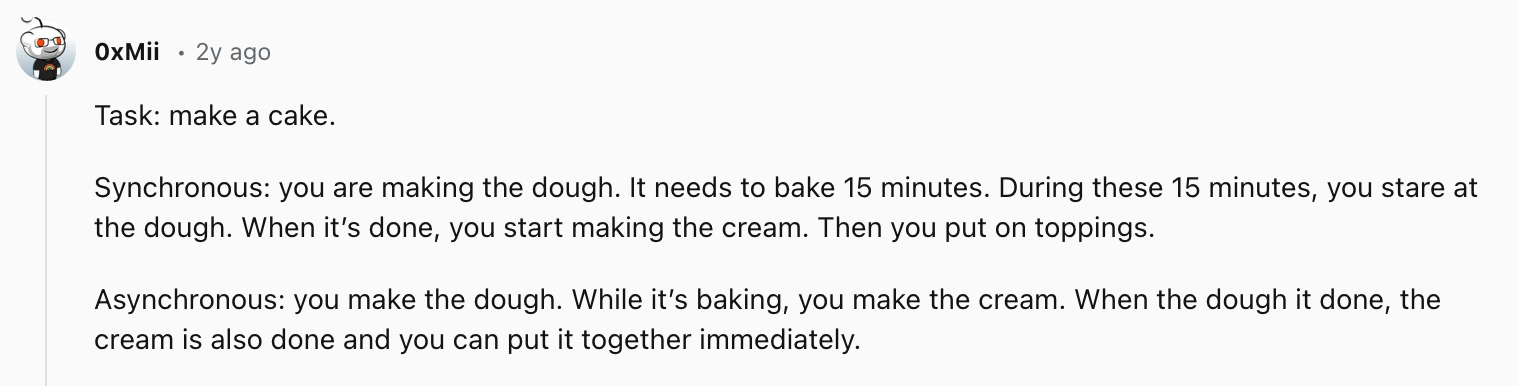 0xMii • 2y ago
Task: make a cake.
Synchronous: you are making the dough. It needs to bake 15 minutes. During these 15 minutes, you stare at
the dough. When it’s done, you start making the cream. Then you put on toppings.
Asynchronous: you make the dough. While it’s baking, you make the cream. When the dough it done, the
cream is also done and you can put it together immediately.